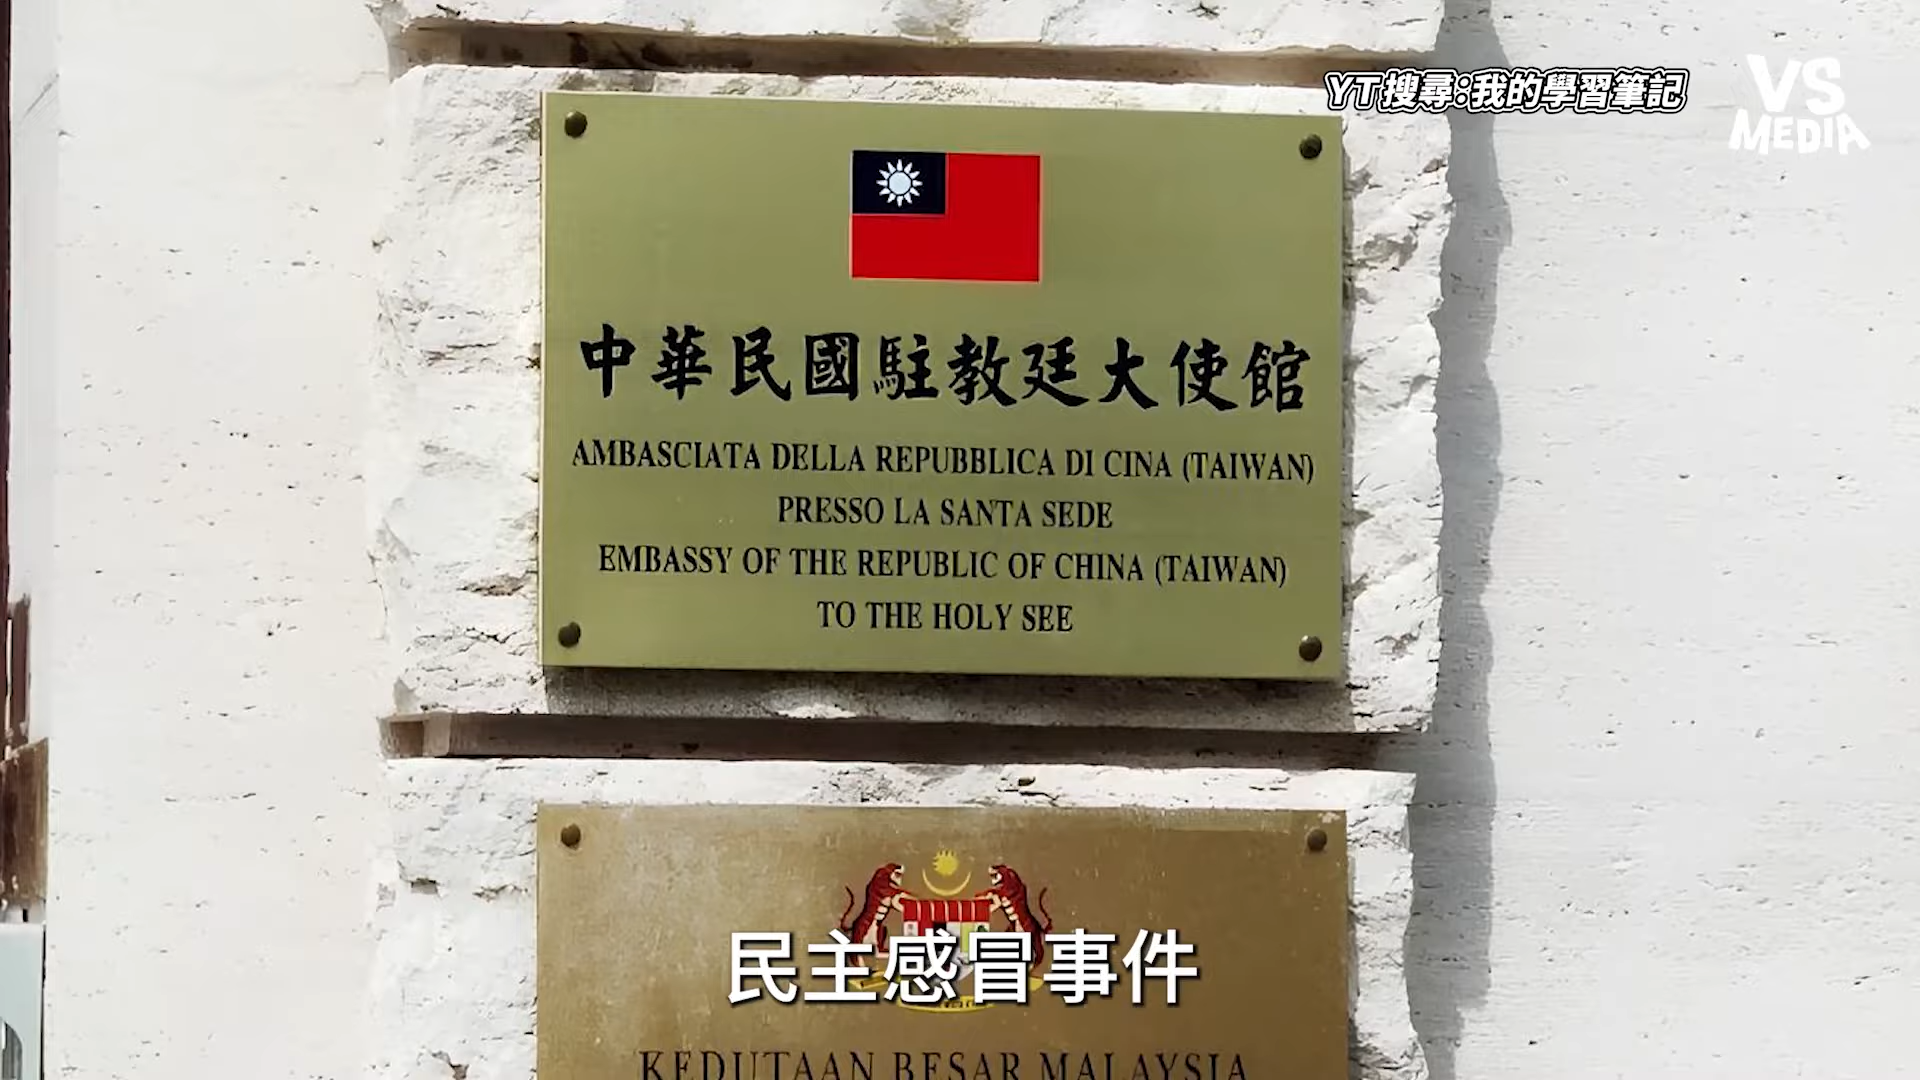 YT搜尋:我的學習筆記
VS
MEDIA
中華民國駐教廷大使館
AMBASCIATA DELLA REPUBBLICA DI CINA (TAIWAN)
PRESSO LA SANTA SEDE
EMBASSY OF THE REPUBLIC OF CHINA (TAIWAN)
TO THE HOLY SEE
民主感冒事件
KEDUTAAN BESAR MALAYSIA